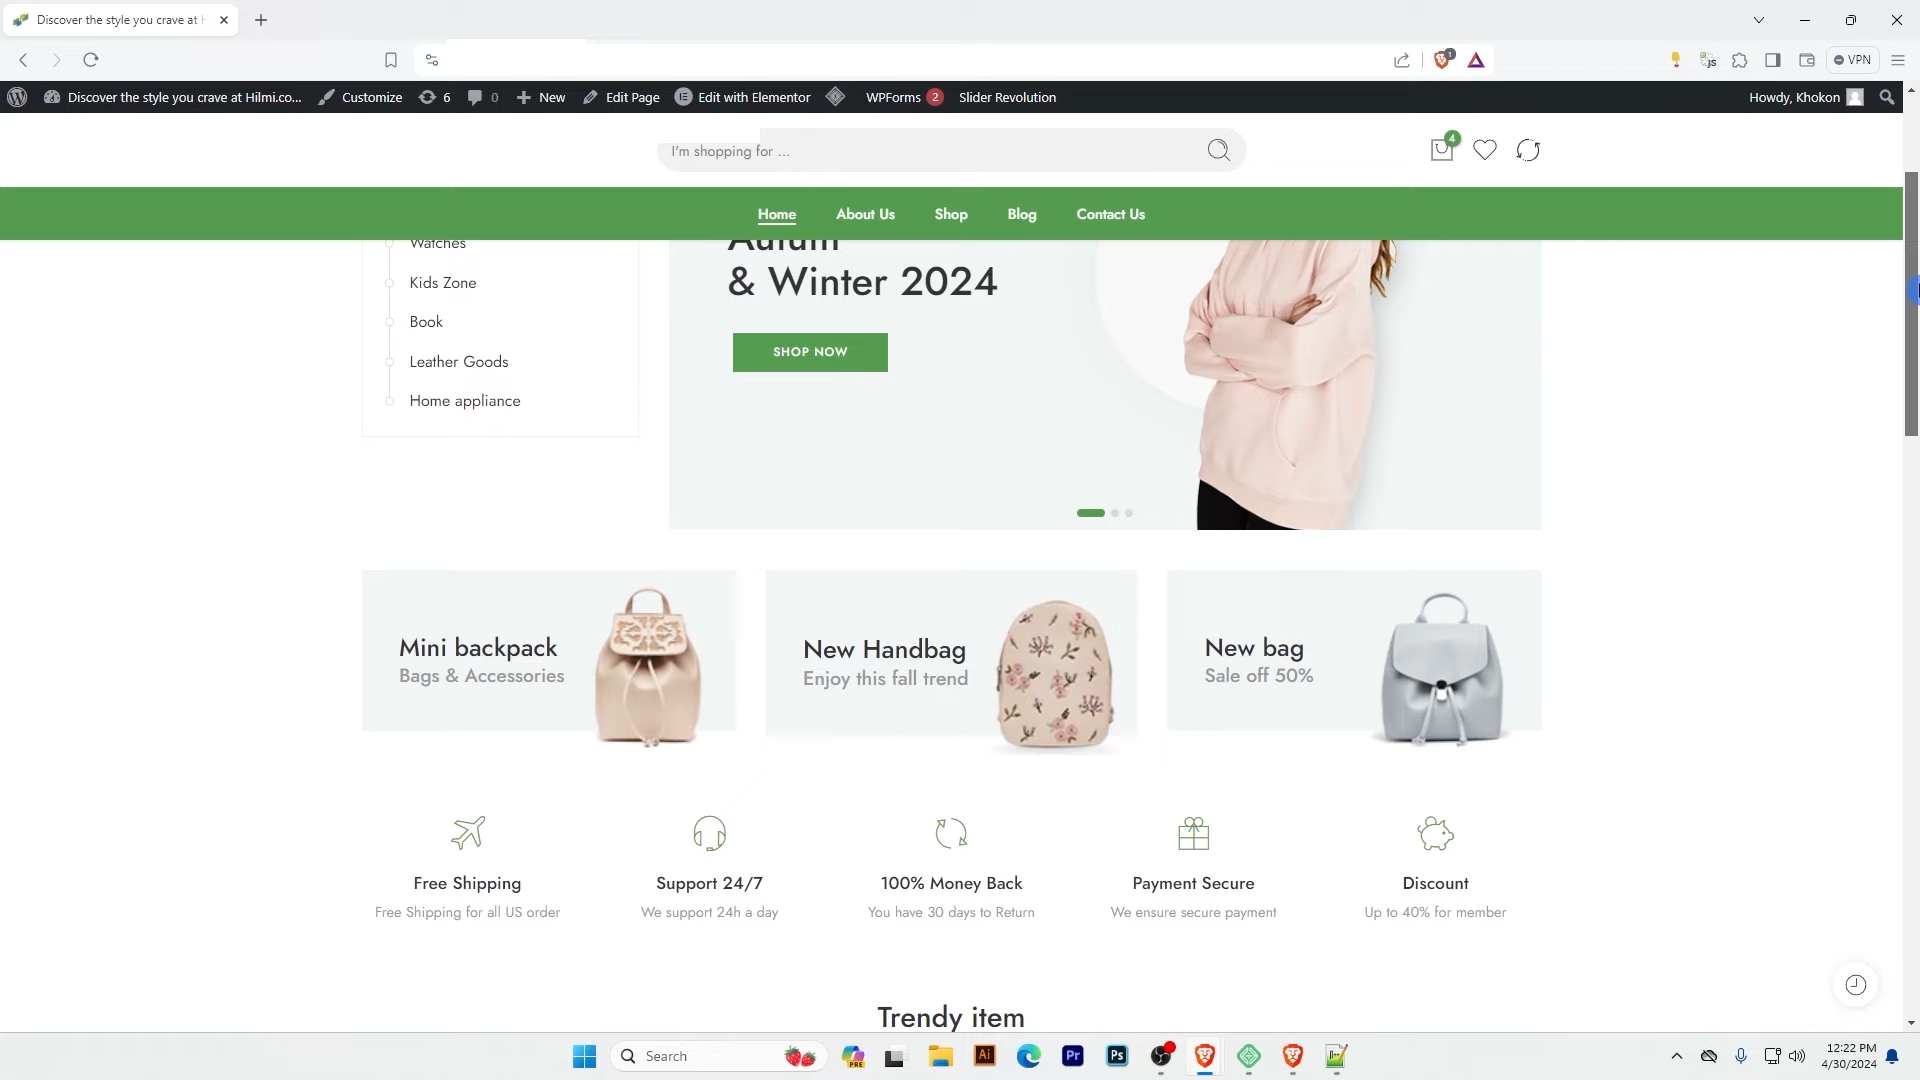 Discover the style you crave at H
VPN
Discover the style you crave at Hilmi.co... Customize 6 0 New Edit Page Edit with Elementor WPForms 2 Slider Revolution Howdy, Khokon
I'm shopping for ...
4
Home About Us Shop Blog Contact Us
Watches
Kids Zone
Book
Leather Goods
Home appliance
Autum
& Winter 2024
SHOP NOW
Mini backpack
Bags & Accessories
New Handbag
Enjoy this fall trend
New bag
Sale off 50%
Free Shipping
Free Shipping for all US order
Support 24/7
We support 24h a day
100% Money Back
You have 30 days to Return
Payment Secure
We ensure secure payment
Discount
Up to 40% for member
Trendy item
Search
PRE
Ai
Pr
Ps
12:22 PM
4/30/2024